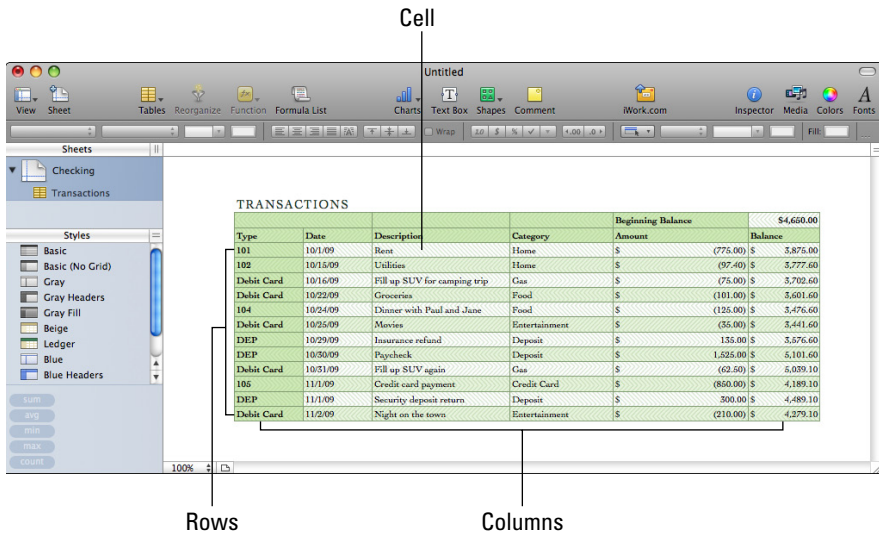 Cell
Untitled
View Sheet Tables Reorganize Function Formula List Charts Text Box Shapes Comment iWork.com Inspector Media Colors Fonts
Wrap 1.0 $ % Fill:
Sheets
Checking
Transactions
Styles
Basic
Basic (No Grid)
Gray
Gray Headers
Gray Fill
Beige
Ledger
Blue
Blue Headers
sum
avg
min
max
count
TRANSACTIONS
Beginning Balance $4,650.00
Type Date Description Category Amount Balance
101 10/1/09 Rent Home $ (775.00) $ 3,875.00
102 10/15/09 Utilities Home $ (97.40) $ 3,777.60
Debit Card 10/16/09 Fill up SUV for camping trip Gas $ (75.00) $ 3,702.60
Debit Card 10/22/09 Groceries Food $ (101.00) $ 3,601.60
104 10/24/09 Dinner with Paul and Jane Food $ (125.00) $ 3,476.60
Debit Card 10/25/09 Movies Entertainment $ (35.00) $ 3,441.60
DEP 10/29/09 Insurance refund Deposit $ 135.00 $ 3,576.60
DEP 10/30/09 Paycheck Deposit $ 1,525.00 $ 5,101.60
Debit Card 10/31/09 Fill up SUV again Gas $ (62.50) $ 5,039.10
105 11/1/09 Credit card payment Credit Card $ (850.00) $ 4,189.10
DEP 11/1/09 Security deposit return Deposit $ 300.00 $ 4,489.10
Debit Card 11/2/09 Night on the town Entertainment $ (210.00) $ 4,279.10
100%
Rows Columns